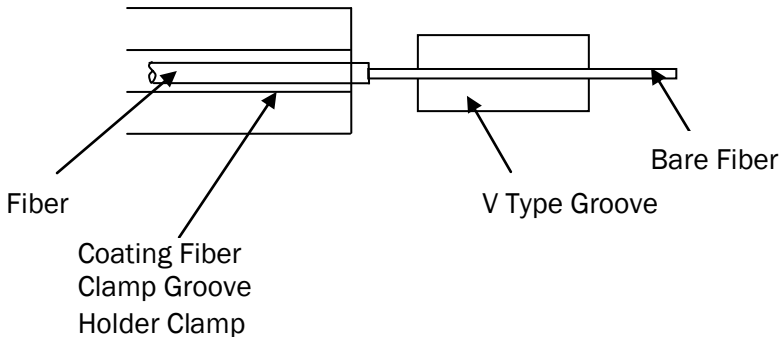 Bare Fiber
Fiber
V Type Groove
Coating Fiber
Clamp Groove
Holder Clamp